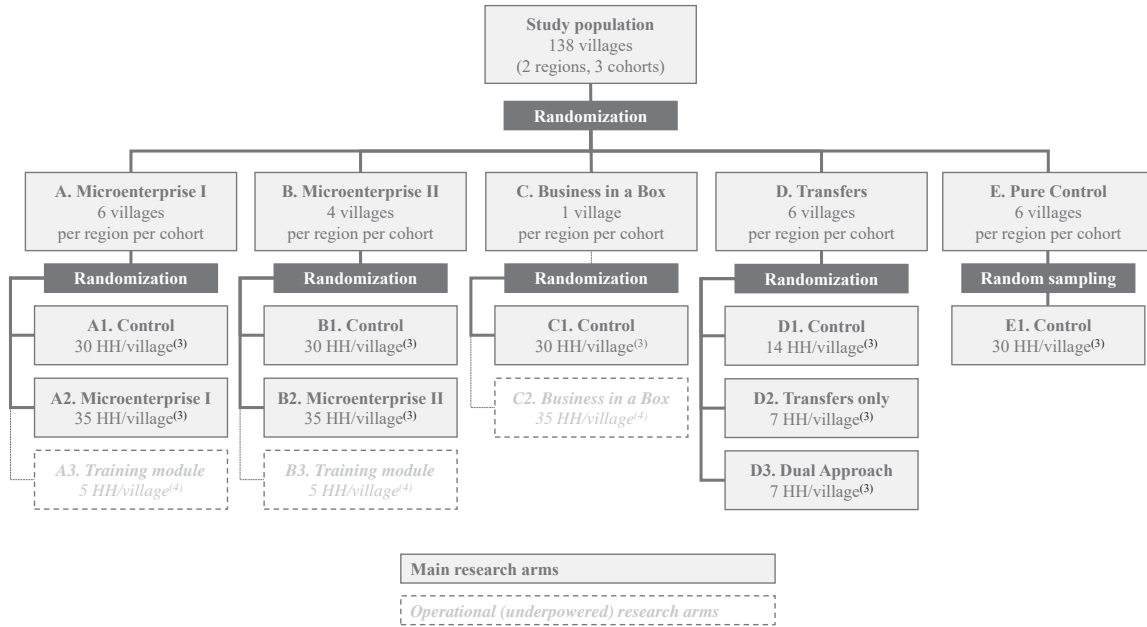 Study population
138 villages
(2 regions, 3 cohorts)
Randomization
A. Microenterprise I
6 villages
per region per cohort
B. Microenterprise II
4 villages
per region per cohort
C. Business in a Box
1 village
per region per cohort
D. Transfers
6 villages
per region per cohort
E. Pure Control
6 villages
per region per cohort
Randomization
Randomization
Randomization
Randomization
Random sampling
A1. Control
30 HH/village(3)
B1. Control
30 HH/village(3)
C1. Control
30 HH/village(3)
D1. Control
14 HH/village(3)
E1. Control
30 HH/village(3)
A2. Microenterprise I
35 HH/village(3)
B2. Microenterprise II
35 HH/village(3)
C2. Business in a Box
35 HH/village(4)
D2. Transfers only
7 HH/village(3)
A3. Training module
5 HH/village(4)
B3. Training module
5 HH/village(4)
D3. Dual Approach
7 HH/village(3)
Main research arms
Operational (underpowered) research arms